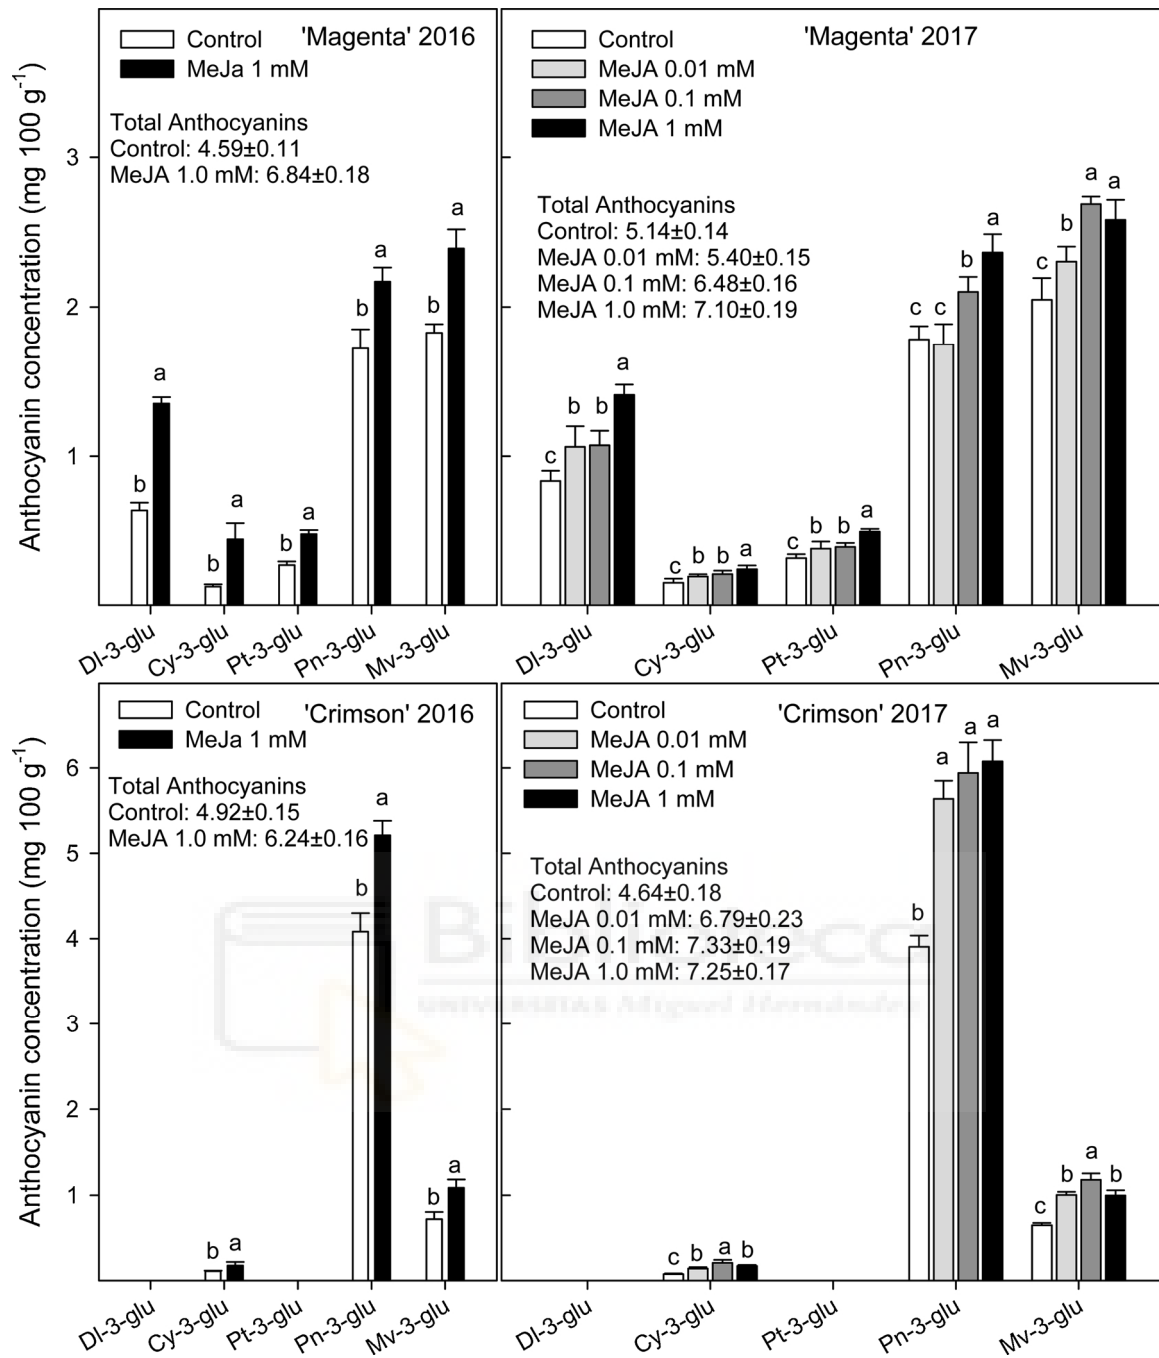 Anthocyanin concentration (mg 100 g⁻¹)
'Magenta' 2016
Control
MeJa 1 mM
Total Anthocyanins
Control: 4.59±0.11
MeJA 1.0 mM: 6.84±0.18
3
2
1
b
a
b
a
b
a
b
a
b
a
Dl-3-glu
Cy-3-glu
Pt-3-glu
Pn-3-glu
Mv-3-glu
'Magenta' 2017
Control
MeJA 0.01 mM
MeJA 0.1 mM
MeJA 1 mM
Total Anthocyanins
Control: 5.14±0.14
MeJA 0.01 mM: 5.40±0.15
MeJA 0.1 mM: 6.48±0.16
MeJA 1.0 mM: 7.10±0.19
c b b a
c b b a
c b b a
c c b a
c b a a
Dl-3-glu
Cy-3-glu
Pt-3-glu
Pn-3-glu
Mv-3-glu
Anthocyanin concentration (mg 100 g⁻¹)
'Crimson' 2016
Control
MeJa 1 mM
Total Anthocyanins
Control: 4.92±0.15
MeJA 1.0 mM: 6.24±0.16
6
5
4
3
2
1
b
a
b
a
b
a
Dl-3-glu
Cy-3-glu
Pt-3-glu
Pn-3-glu
Mv-3-glu
'Crimson' 2017
Control
MeJA 0.01 mM
MeJA 0.1 mM
MeJA 1 mM
Total Anthocyanins
Control: 4.64±0.18
MeJA 0.01 mM: 6.79±0.23
MeJA 0.1 mM: 7.33±0.19
MeJA 1.0 mM: 7.25±0.17
c b a b
b a a a
c b a b
Dl-3-glu
Cy-3-glu
Pt-3-glu
Pn-3-glu
Mv-3-glu
Biblioteca
UNIVERSITAS Miguel Hernández